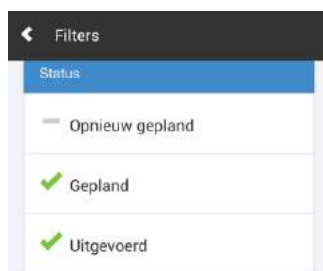 Filters
Status
Opnieuw gepland
Gepland
Uitgevoerd